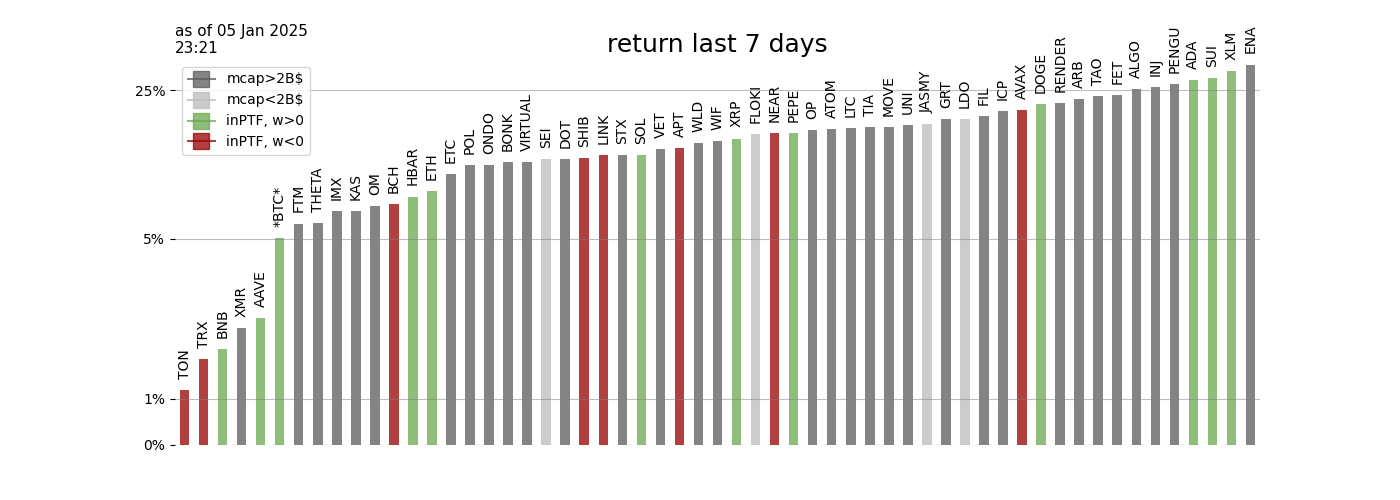 as of 05 Jan 2025
23:21
return last 7 days
mcap>2B$
mcap<2B$
inPTF, w>0
inPTF, w<0
25%
5%
1%
0%
TON
TRX
BNB
XMR
AAVE
*BTC*
FTM
THETA
IMX
KAS
OM
BCH
HBAR
ETH
ETC
POL
ONDO
BONK
VIRTUAL
SEI
DOT
SHIB
LINK
STX
SOL
VET
APT
WLD
WIF
XRP
FLOKI
NEAR
PEPE
OP
ATOM
LTC
TIA
MOVE
UNI
JASMY
GRT
LDO
FIL
ICP
AVAX
DOGE
RENDER
ARB
TAO
FET
ALGO
INJ
PENGU
ADA
SUI
XLM
ENA